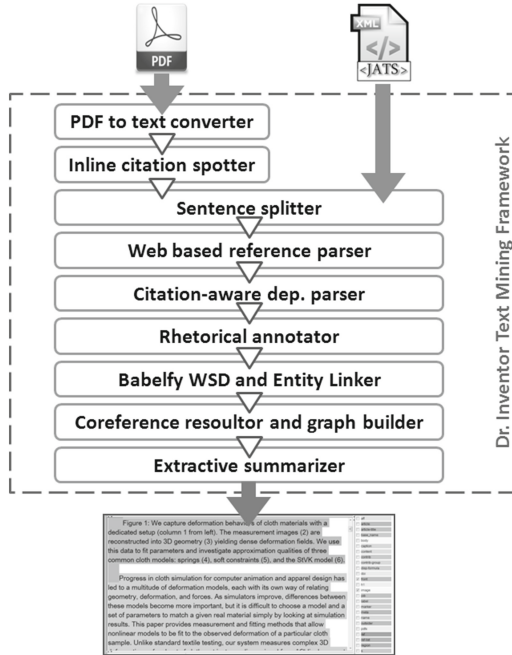 PDF
XML
</>
<JATS>
PDF to text converter
Inline citation spotter
Sentence splitter
Web based reference parser
Citation-aware dep. parser
Rhetorical annotator
Babelfy WSD and Entity Linker
Coreference resoultor and graph builder
Extractive summarizer
Dr. Inventor Text Mining Framework
Figure 1: We capture deformation behaviors of cloth materials with a
dedicated setup (column 1 from left). The measurement images (2) are
reconstructed into 3D geometry (3) yielding dense deformation fields. We use
this data to fit parameters and investigate approximation qualities of three
common cloth models: springs (4), soft constraints (5), and the StVK model (6).
Progress in cloth simulation for computer animation and apparel design has
led to a multitude of deformation models, each with its own way of relating
geometry, deformation, and forces. As simulators improve, differences between
these models become more important, but it is difficult to choose a model and a
set of parameters to match a given real material simply by looking at simulation
results. This paper provides measurement and fitting methods that allow
nonlinear models to be fit to the observed deformation of a particular cloth
sample. Unlike standard textile testing, our system measures complex 3D